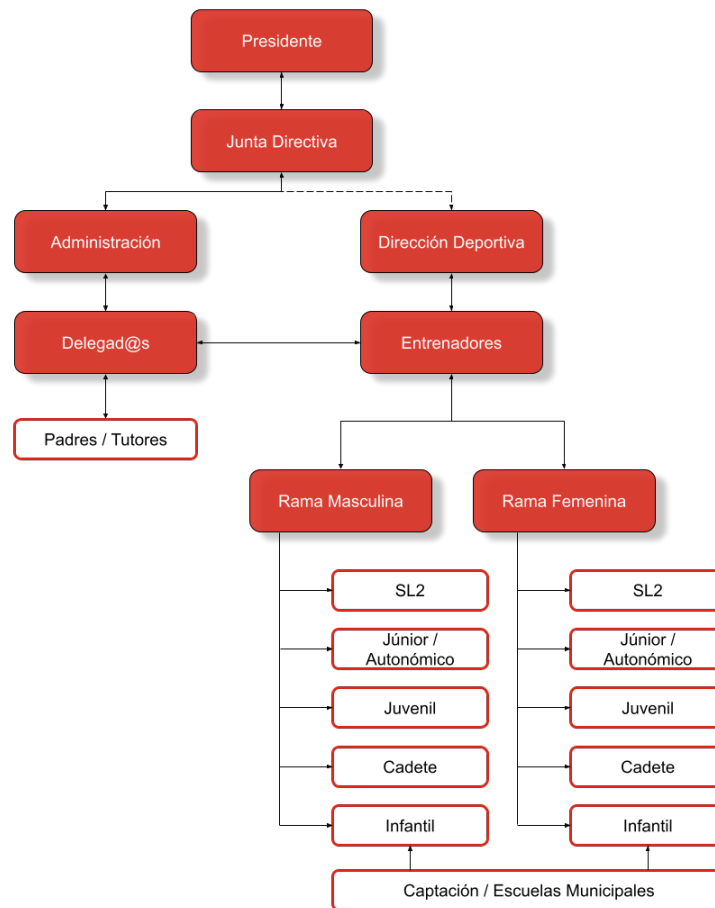 Presidente
Junta Directiva
Administración
Dirección Deportiva
Delegad@s
Entrenadores
Padres / Tutores
Rama Masculina
Rama Femenina
SL2
SL2
Júnior /
Autonómico
Júnior /
Autonómico
Juvenil
Juvenil
Cadete
Cadete
Infantil
Infantil
Captación / Escuelas Municipales